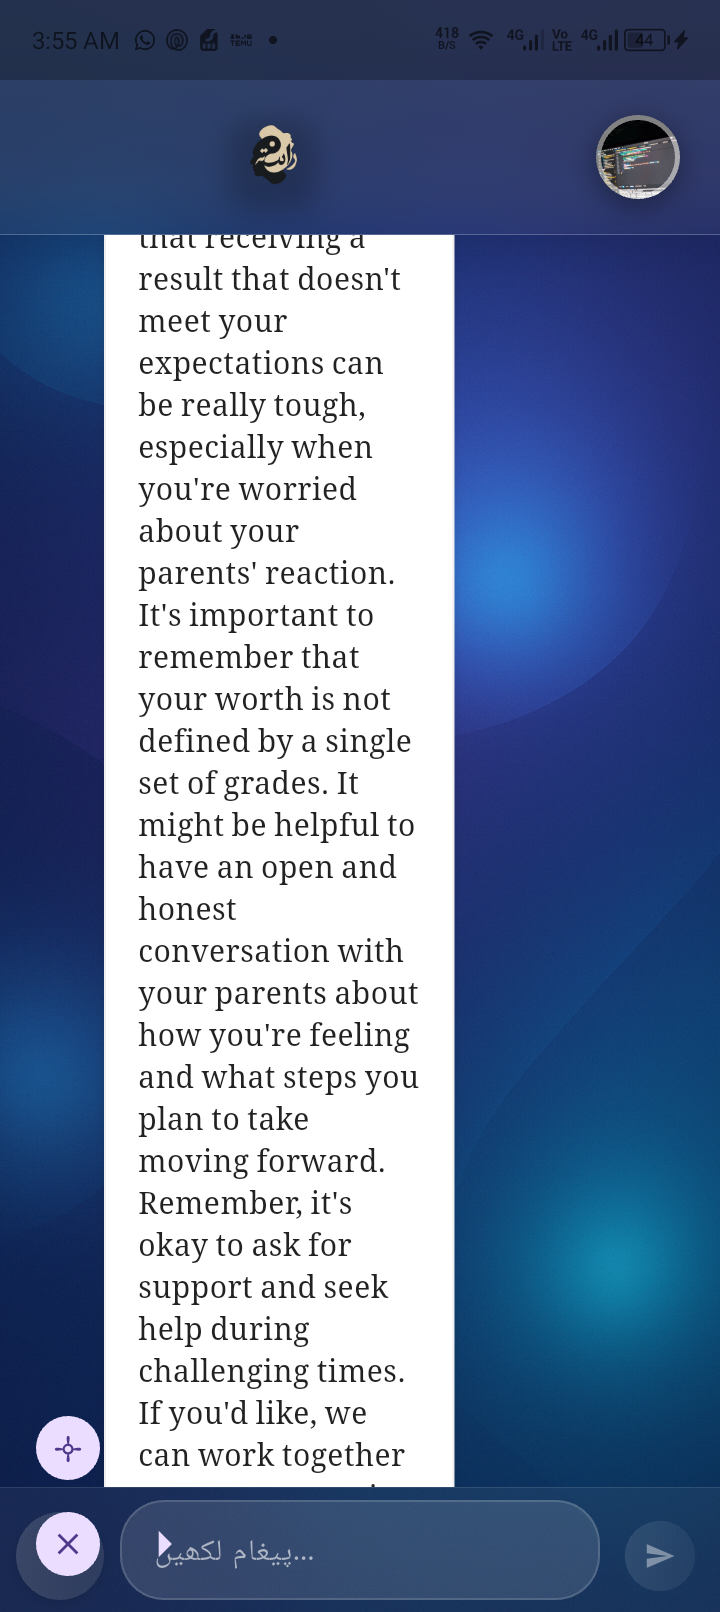 3:55 AM
TEMU
418
B/S
4G
Vo
LTE
4G
44
that receiving a
result that doesn't
meet your
expectations can
be really tough,
especially when
you're worried
about your
parents' reaction.
It's important to
remember that
your worth is not
defined by a single
set of grades. It
might be helpful to
have an open and
honest
conversation with
your parents about
how you're feeling
and what steps you
plan to take
moving forward.
Remember, it's
okay to ask for
support and seek
help during
challenging times.
If you'd like, we
can work together
پیغام لکھیں...